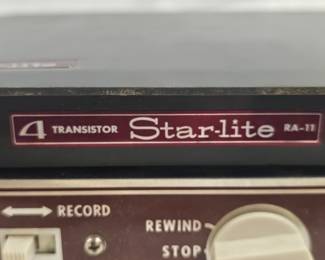 4 TRANSISTOR Star-lite RA-11
RECORD
REWIND
STOP